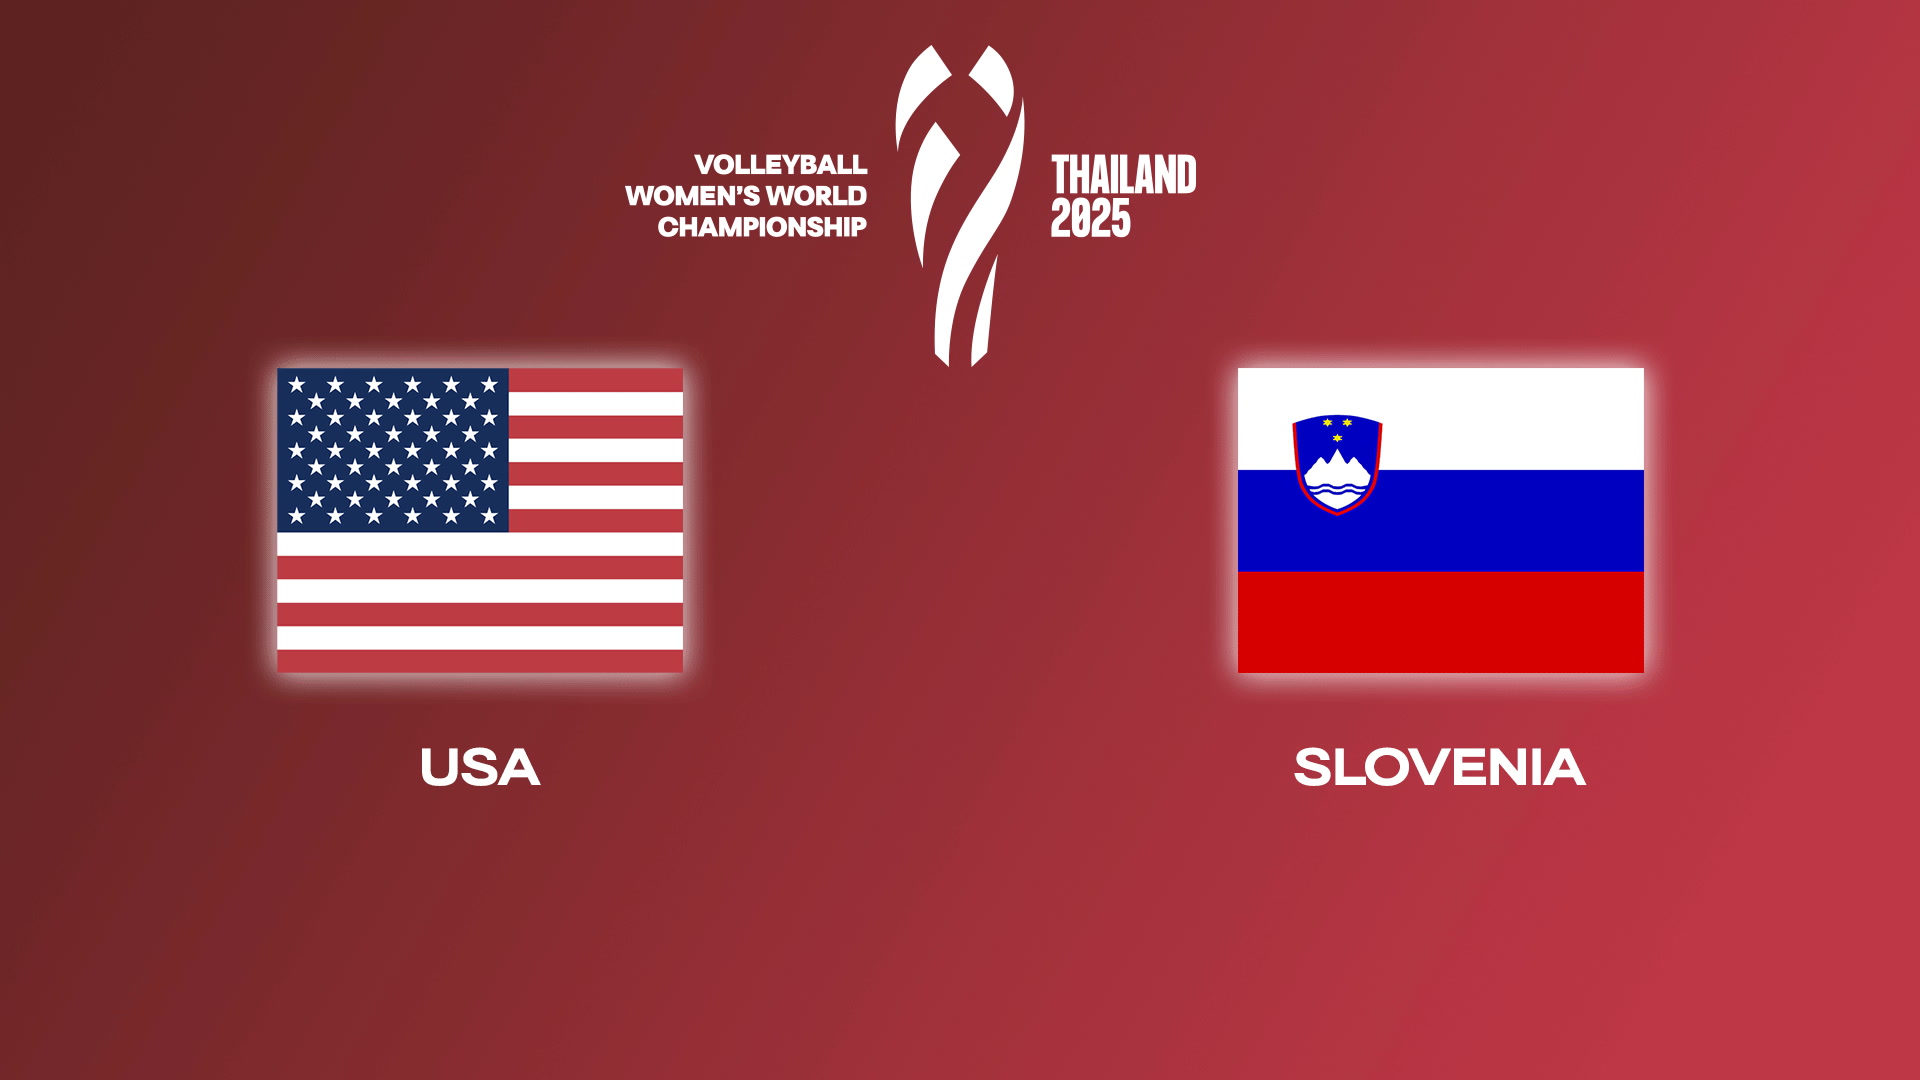 VOLLEYBALL
WOMEN'S WORLD
CHAMPIONSHIP
THAILAND
2025
USA
SLOVENIA